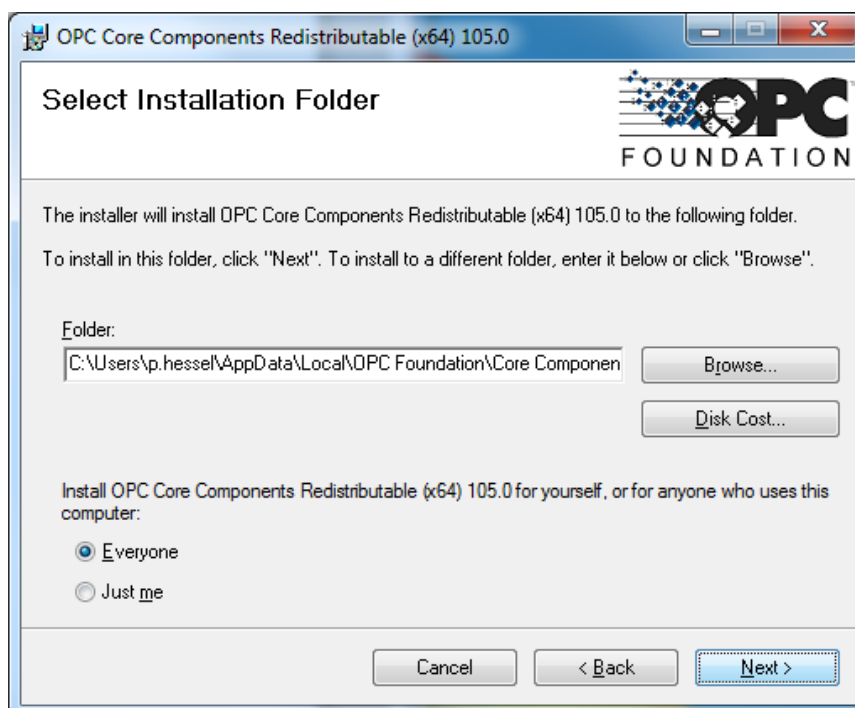 OPC Core Components Redistributable (x64) 105.0
Select Installation Folder
OPC
FOUNDATION
The installer will install OPC Core Components Redistributable (x64) 105.0 to the following folder.
To install in this folder, click "Next". To install to a different folder, enter it below or click "Browse".
Folder:
C:\Users\p.hessel\AppData\Local\OPC Foundation\Core Componen
Browse...
Disk Cost...
Install OPC Core Components Redistributable (x64) 105.0 for yourself, or for anyone who uses this
computer:
Everyone
Just me
Cancel
< Back
Next >